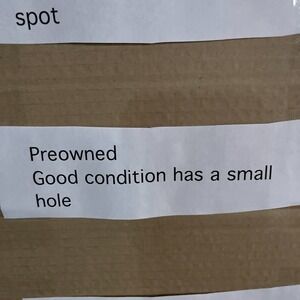 spot
Preowned
Good condition has a small
hole